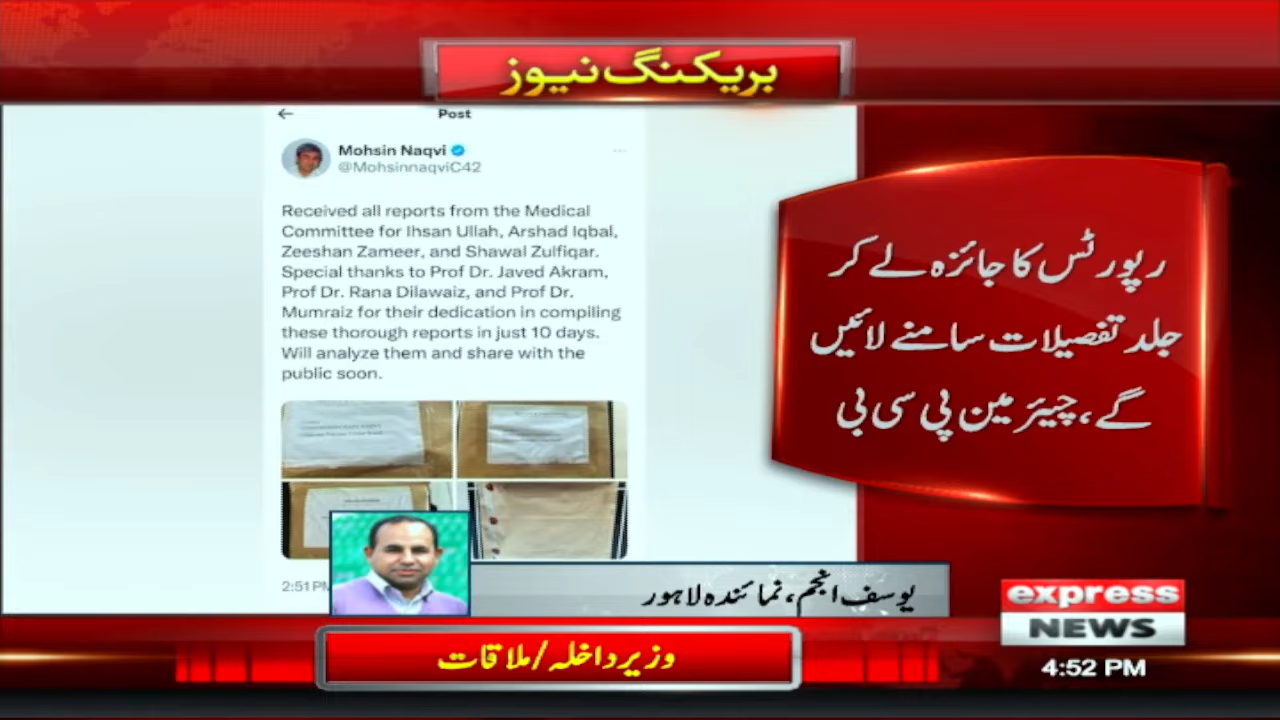 بریکنگ نیوز
Post
Mohsin Naqvi
@MohsinnaqviC42
Received all reports from the Medical
Committee for Ihsan Ullah, Arshad Iqbal,
Zeeshan Zameer, and Shawal Zulfiqar.
Special thanks to Prof Dr. Javed Akram,
Prof Dr. Rana Dilawaiz, and Prof Dr.
Mumraiz for their dedication in compiling
these thorough reports in just 10 days.
Will analyze them and share with the
public soon.
2:51 PM
رپورٹس کا جائزہ لے کر
جلد تفصیلات سامنے لائیں
گے، چیئرمین پی سی بی
یوسف انجم، نمائندہ لاہور
وزیر داخلہ/ملاقات
express
NEWS
4:52 PM